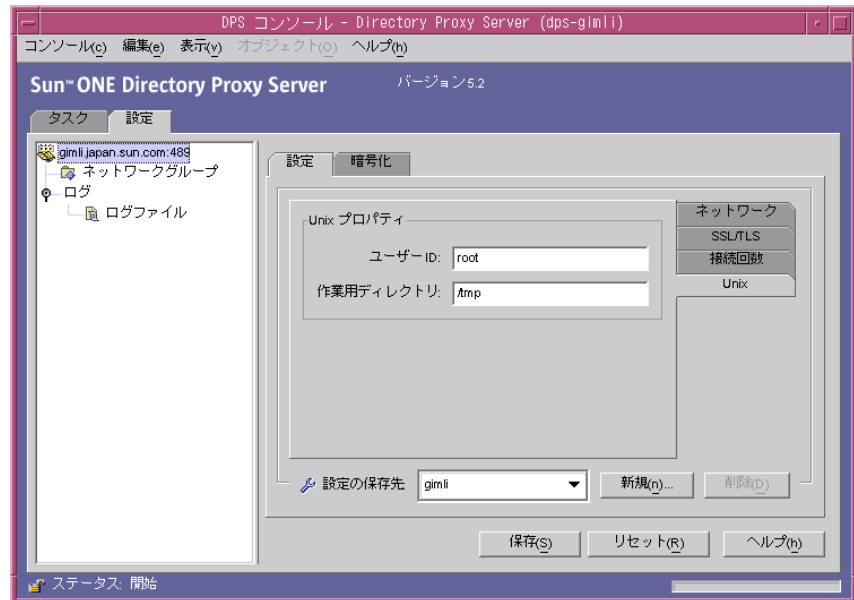 DPS コンソール - Directory Proxy Server (dps-gimli)
コンソール(c) 編集(e) 表示(v) オブジェクト(o) ヘルプ(h)
Sun™ ONE Directory Proxy Server バージョン5.2
タスク 設定
gimli.japan.sun.com:489
ネットワークグループ
ログ
ログファイル
設定 暗号化
ネットワーク
SSL/TLS
接続回数
Unix
Unix プロパティ
ユーザーID: root
作業用ディレクトリ: /tmp
設定の保存先 gimli 新規(n)... 削除(D)
保存(S) リセット(R) ヘルプ(h)
ステータス: 開始